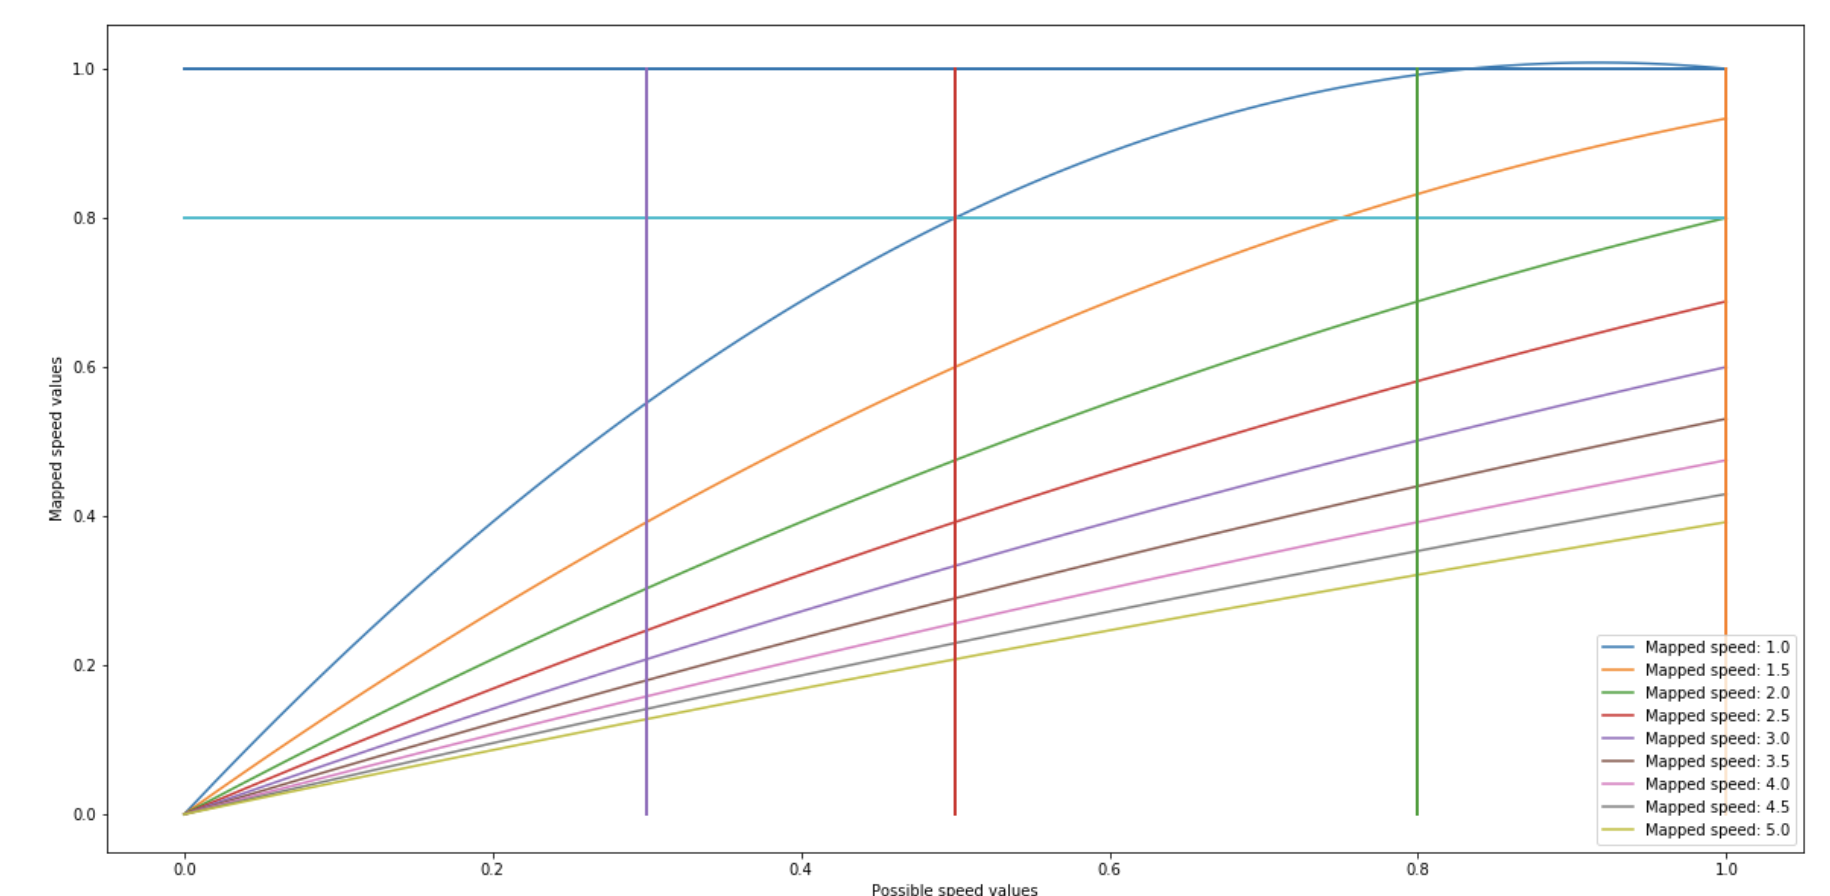 1.0
0.8
0.6
0.4
0.2
0.0
Mapped speed values
0.0 0.2 0.4 0.6 0.8 1.0
Possible speed values
Mapped speed: 1.0
Mapped speed: 1.5
Mapped speed: 2.0
Mapped speed: 2.5
Mapped speed: 3.0
Mapped speed: 3.5
Mapped speed: 4.0
Mapped speed: 4.5
Mapped speed: 5.0